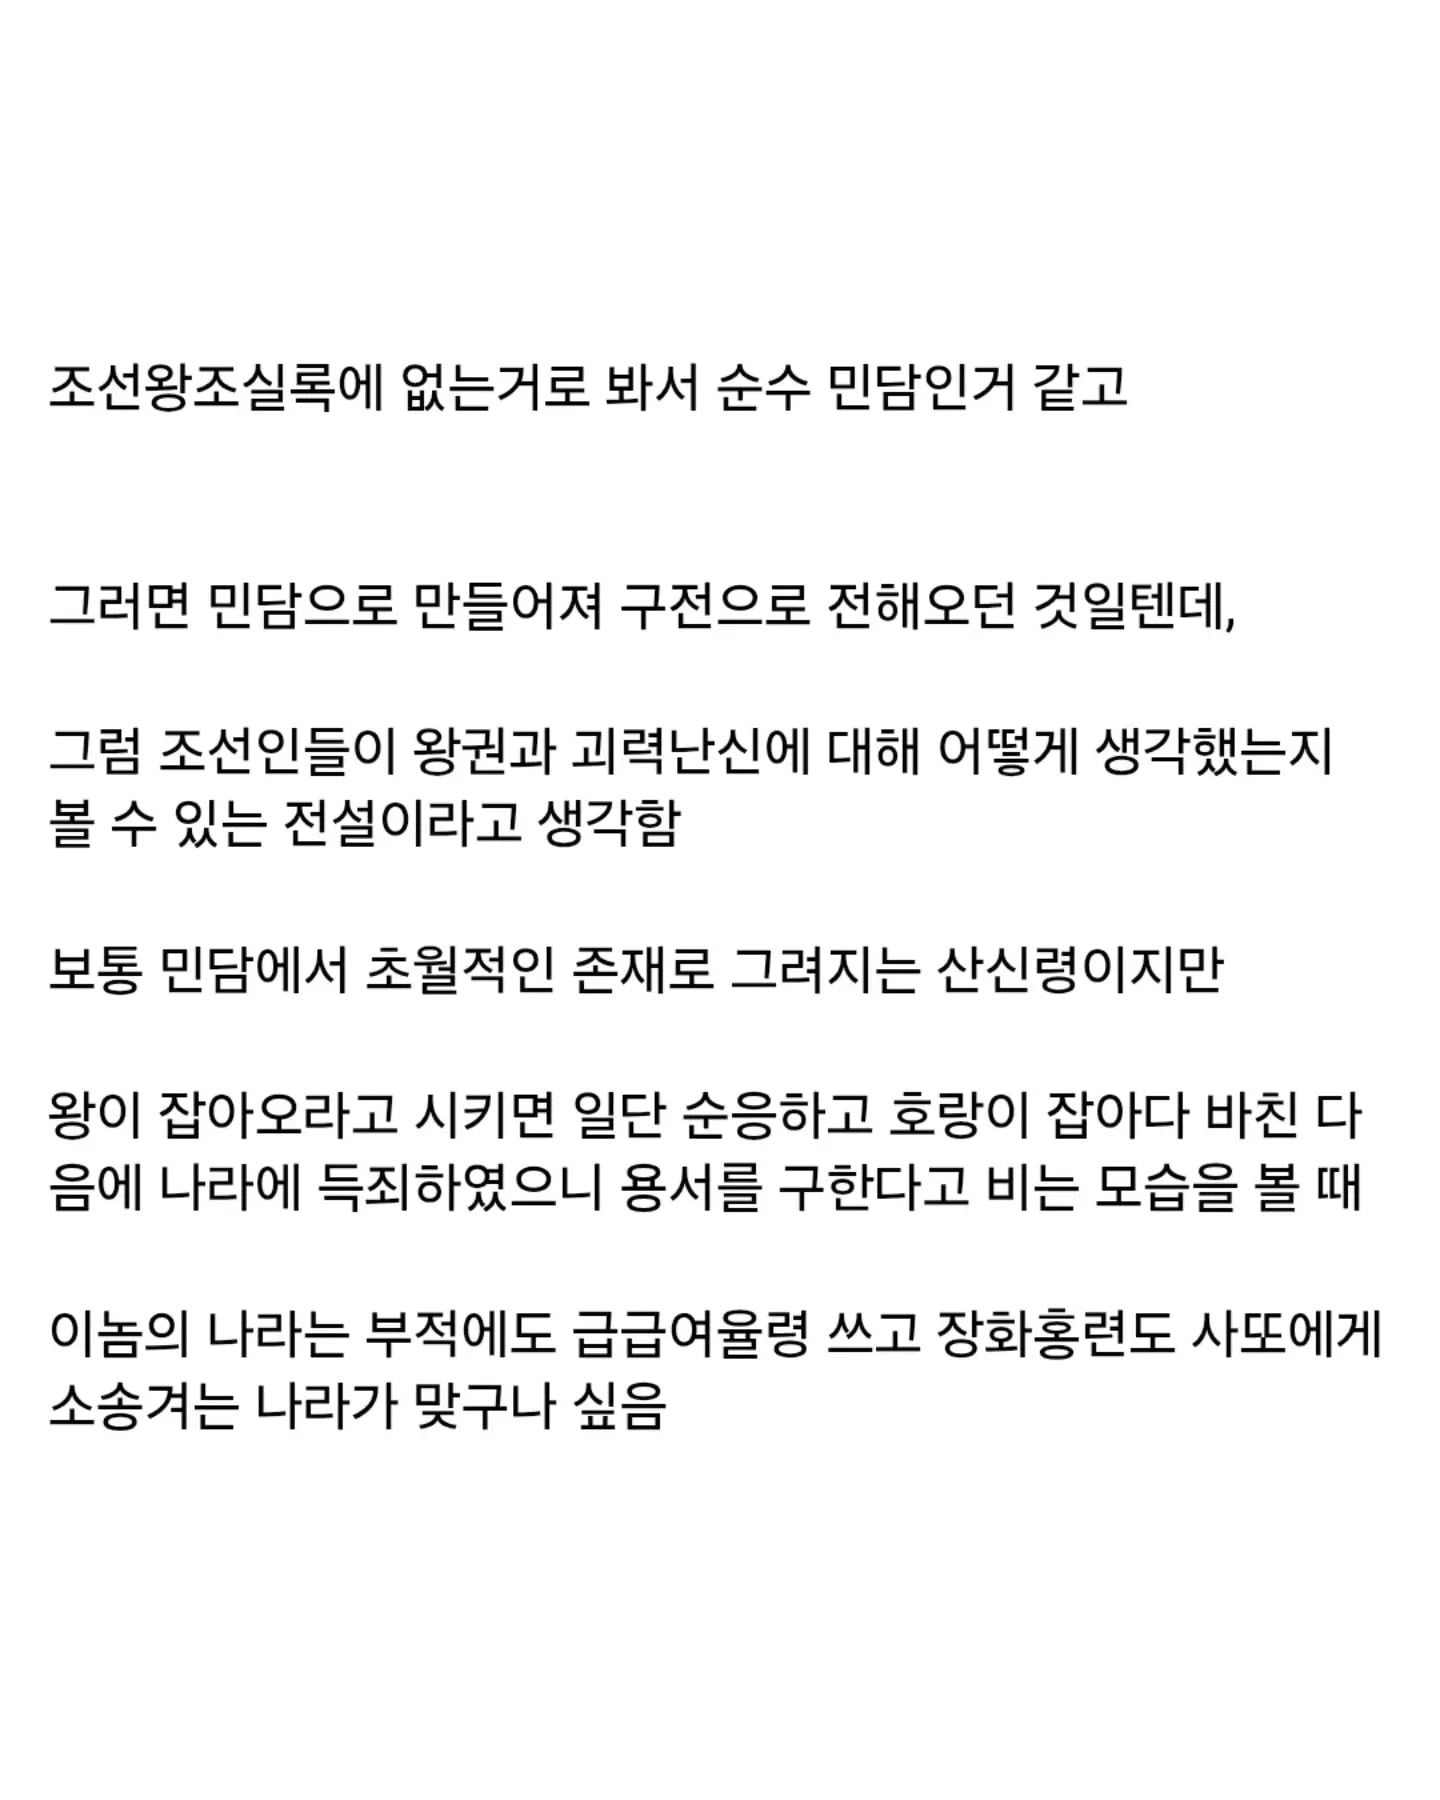 조선왕조실록에 없는거로 봐서 순수 민담인거 같고
그러면 민담으로 만들어져 구전으로 전해오던 것일텐데,
그럼 조선인들이 왕권과 괴력난신에 대해 어떻게 생각했는지
볼 수 있는 전설이라고 생각함
보통 민담에서 초월적인 존재로 그려지는 산신령이지만
왕이 잡아오라고 시키면 일단 순응하고 호랑이 잡아다 바친 다
음에 나라에 득죄하였으니 용서를 구한다고 비는 모습을 볼 때
이놈의 나라는 부적에도 급급여율령 쓰고 장화홍련도 사또에게
소송겨는 나라가 맞구나 싶음